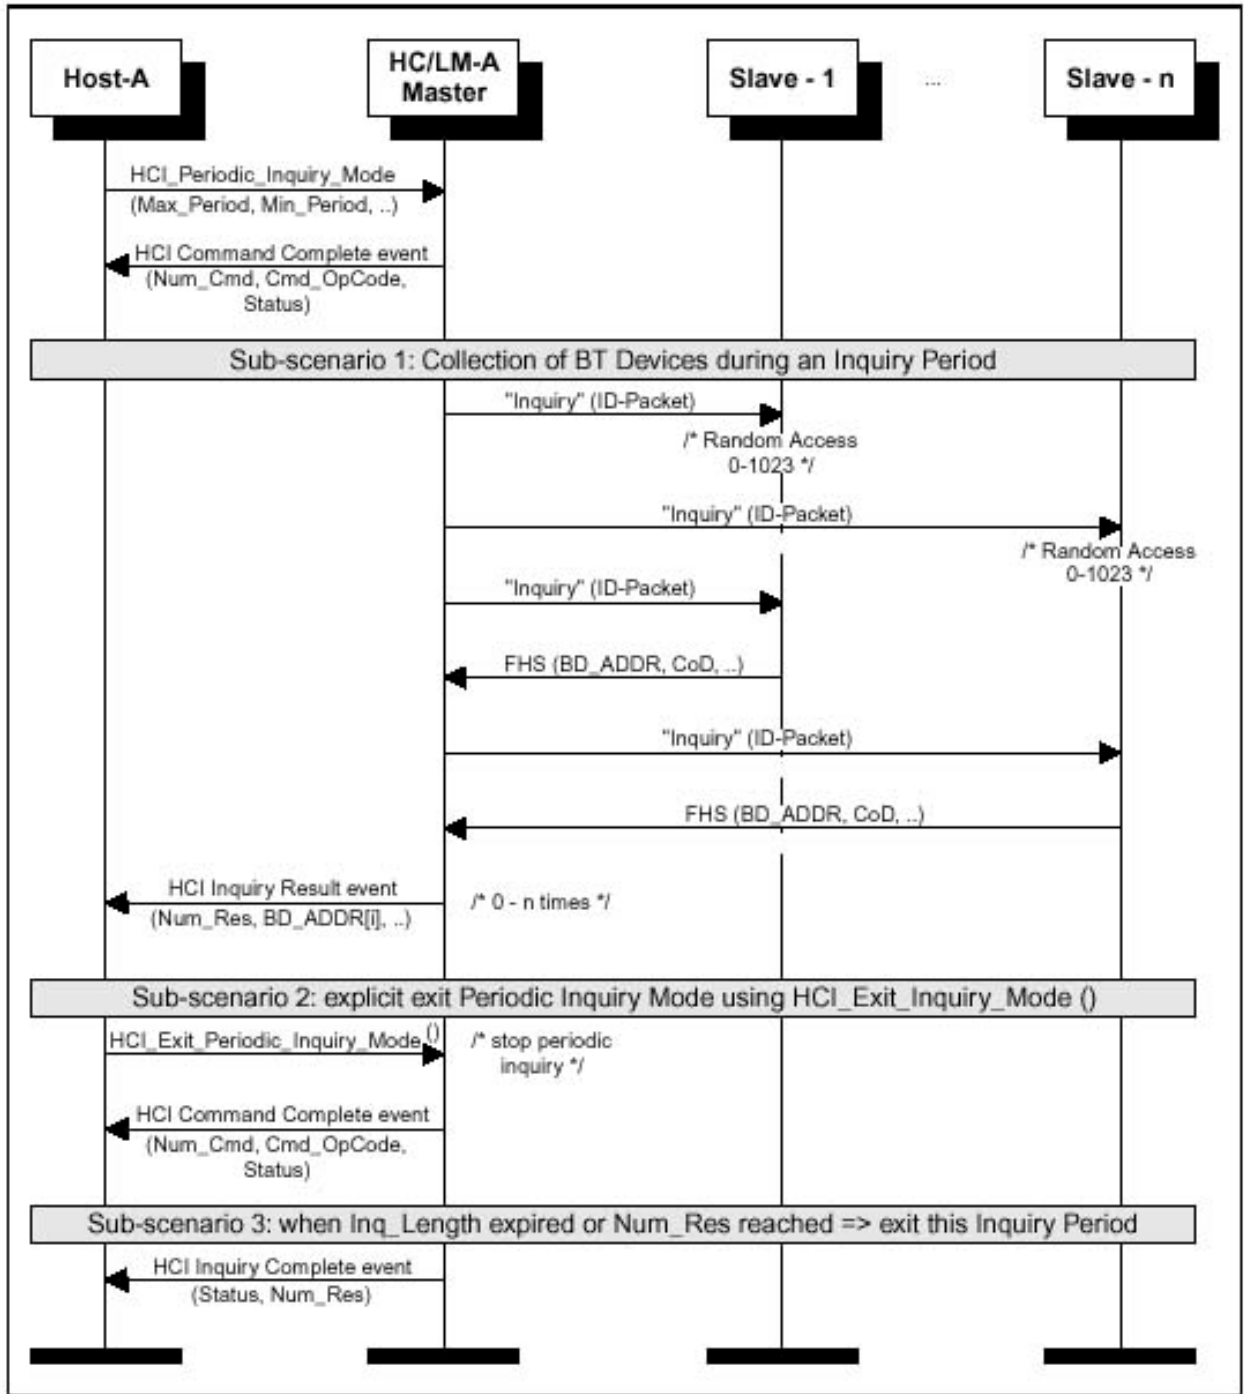 Host-A
HC/LM-A
Master
Slave - 1
...
Slave - n
HCI_Periodic_Inquiry_Mode
(Max_Period, Min_Period, ..)
HCI Command Complete event
(Num_Cmd, Cmd_OpCode,
Status)
Sub-scenario 1: Collection of BT Devices during an Inquiry Period
"Inquiry" (ID-Packet)
/* Random Access
0-1023 */
"Inquiry" (ID-Packet)
/* Random Access
0-1023 */
"Inquiry" (ID-Packet)
FHS (BD_ADDR, CoD, ..)
"Inquiry" (ID-Packet)
FHS (BD_ADDR, CoD, ..)
HCI Inquiry Result event
(Num_Res, BD_ADDR[i], ..)
/* 0 - n times */
Sub-scenario 2: explicit exit Periodic Inquiry Mode using HCI_Exit_Inquiry_Mode ()
HCI_Exit_Periodic_Inquiry_Mode ()
/* stop periodic
inquiry */
HCI Command Complete event
(Num_Cmd, Cmd_OpCode,
Status)
Sub-scenario 3: when Inq_Length expired or Num_Res reached => exit this Inquiry Period
HCI Inquiry Complete event
(Status, Num_Res)